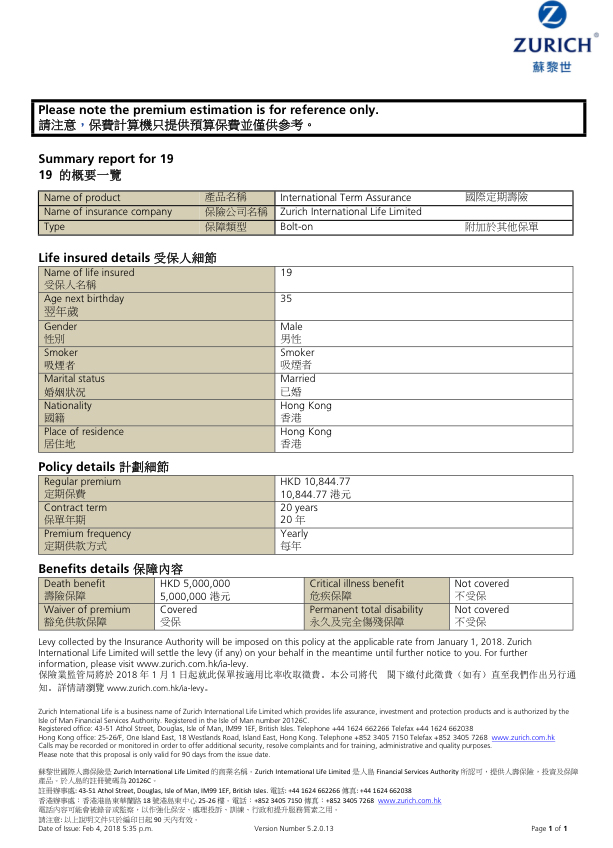 ZURICH®
蘇黎世
Please note the premium estimation is for reference only.
請注意，保費計算機只提供預算保費並僅供參考。
Summary report for 19
19 的概要一覽
Name of product 產品名稱 International Term Assurance 國際定期壽險
Name of insurance company 保險公司名稱 Zurich International Life Limited
Type 保障類型 Bolt-on 附加於其他保單
Life insured details 受保人細節
Name of life insured 19
受保人名稱
Age next birthday 35
翌年歲
Gender Male
性別 男性
Smoker Smoker
吸煙者 吸煙者
Marital status Married
婚姻狀況 已婚
Nationality Hong Kong
國籍 香港
Place of residence Hong Kong
居住地 香港
Policy details 計劃細節
Regular premium HKD 10,844.77
定期保費 10,844.77 港元
Contract term 20 years
保單年期 20 年
Premium frequency Yearly
定期供款方式 每年
Benefits details 保障內容
Death benefit HKD 5,000,000 Critical illness benefit Not covered
壽險保障 5,000,000 港元 危疾保障 不受保
Waiver of premium Covered Permanent total disability Not covered
豁免供款保障 受保 永久及完全傷殘保障 不受保
Levy collected by the Insurance Authority will be imposed on this policy at the applicable rate from January 1, 2018. Zurich
International Life Limited will settle the levy (if any) on your behalf in the meantime until further notice to you. For further
information, please visit www.zurich.com.hk/ia-levy.
保險業監管局將於 2018 年 1 月 1 日起就此保單按適用比率收取徵費。本公司將代 閣下繳付此徵費（如有）直至我們作出另行通
知。詳情請瀏覽 www.zurich.com.hk/ia-levy。
Zurich International Life is a business name of Zurich International Life Limited which provides life assurance, investment and protection products and is authorized by the
Isle of Man Financial Services Authority. Registered in the Isle of Man number 20126C.
Registered office: 43-51 Athol Street, Douglas, Isle of Man, IM99 1EF, British Isles. Telephone +44 1624 662266 Telefax +44 1624 662038
Hong Kong office: 25-26/F, One Island East, 18 Westlands Road, Island East, Hong Kong. Telephone +852 3405 7150 Telefax +852 3405 7268 www.zurich.com.hk
Calls may be recorded or monitored in order to offer additional security, resolve complaints and for training, administrative and quality purposes
Please note that this proposal is only valid for 90 days from the issue date.
蘇黎世國際人壽保險是 Zurich International Life Limited 的商業名稱。Zurich International Life Limited 是人島 Financial Services Authority 所認可，提供人壽保險、投資及保障
產品，於人島的註冊號碼為 20126C。
註冊辦事處: 43-51 Athol Street, Douglas, Isle of Man, IM99 1EF, British Isles. 電話: +44 1624 662266 傳真: +44 1624 662038
香港辦事處：香港港島東華蘭路 18 號港島東中心 25-26 樓。電話：+852 3405 7150 傳真：+852 3405 7268 www.zurich.com.hk
電話內容可能會被錄音或監察，以作強化保安、處理投訴、訓練、行政和提升服務質素之用。
請注意: 以上說明文件只於編印日起 90 天內有效。
Date of Issue: Feb 4, 2018 5:35 p.m. Version Number 5.2.0.13 Page 1 of 1